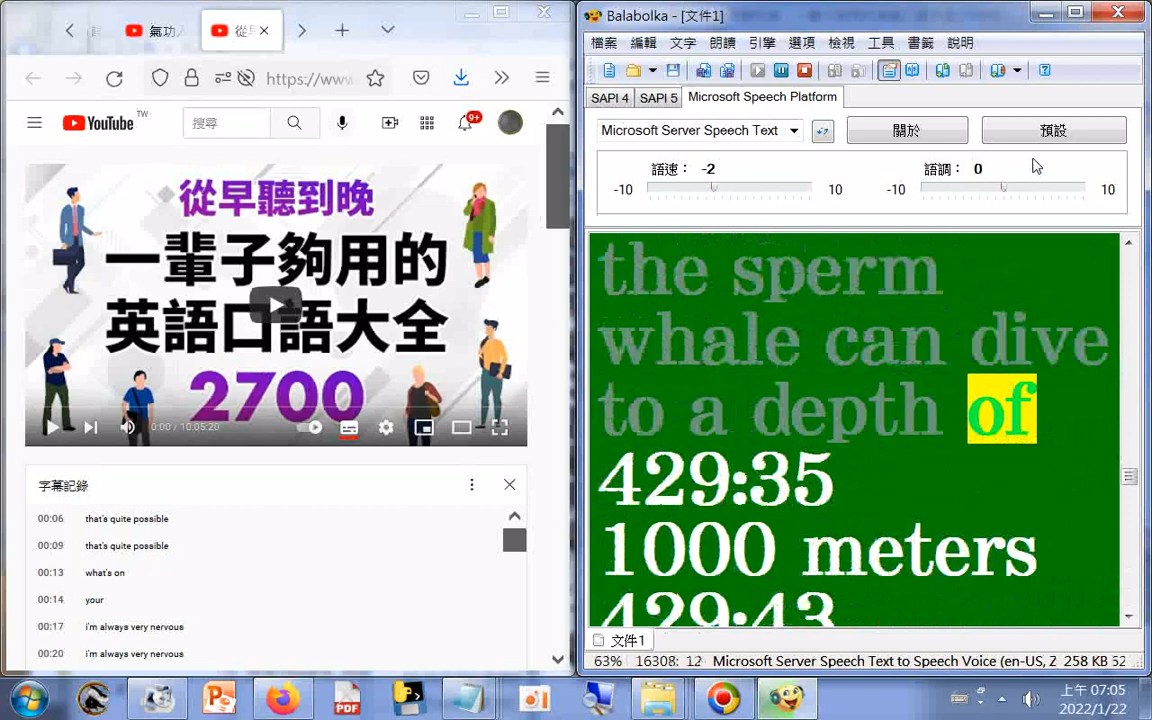 氣功
從
https://www
YouTube TW
搜尋
9+
從早聽到晚
一輩子夠用的
英語口語大全
2700
0:00 / 10:05:20
字幕記錄
00:06 that's quite possible
00:09 that's quite possible
00:13 what's on
00:14 your
00:17 i'm always very nervous
00:20 i'm always very nervous
Balabolka - [文件1]
檔案 編輯 文字 朗讀 引擎 選項 檢視 工具 書籤 說明
SAPI 4 SAPI 5 Microsoft Speech Platform
Microsoft Server Speech Text 關於 預設
語速： -2 語調： 0
-10 10 -10 10
the sperm
whale can dive
to a depth of
429:35
1000 meters
429:43
文件1
63% 16308: 12 Microsoft Server Speech Text to Speech Voice (en-US, Z 258 KB 52
PDF
上午 07:05
2022/1/22